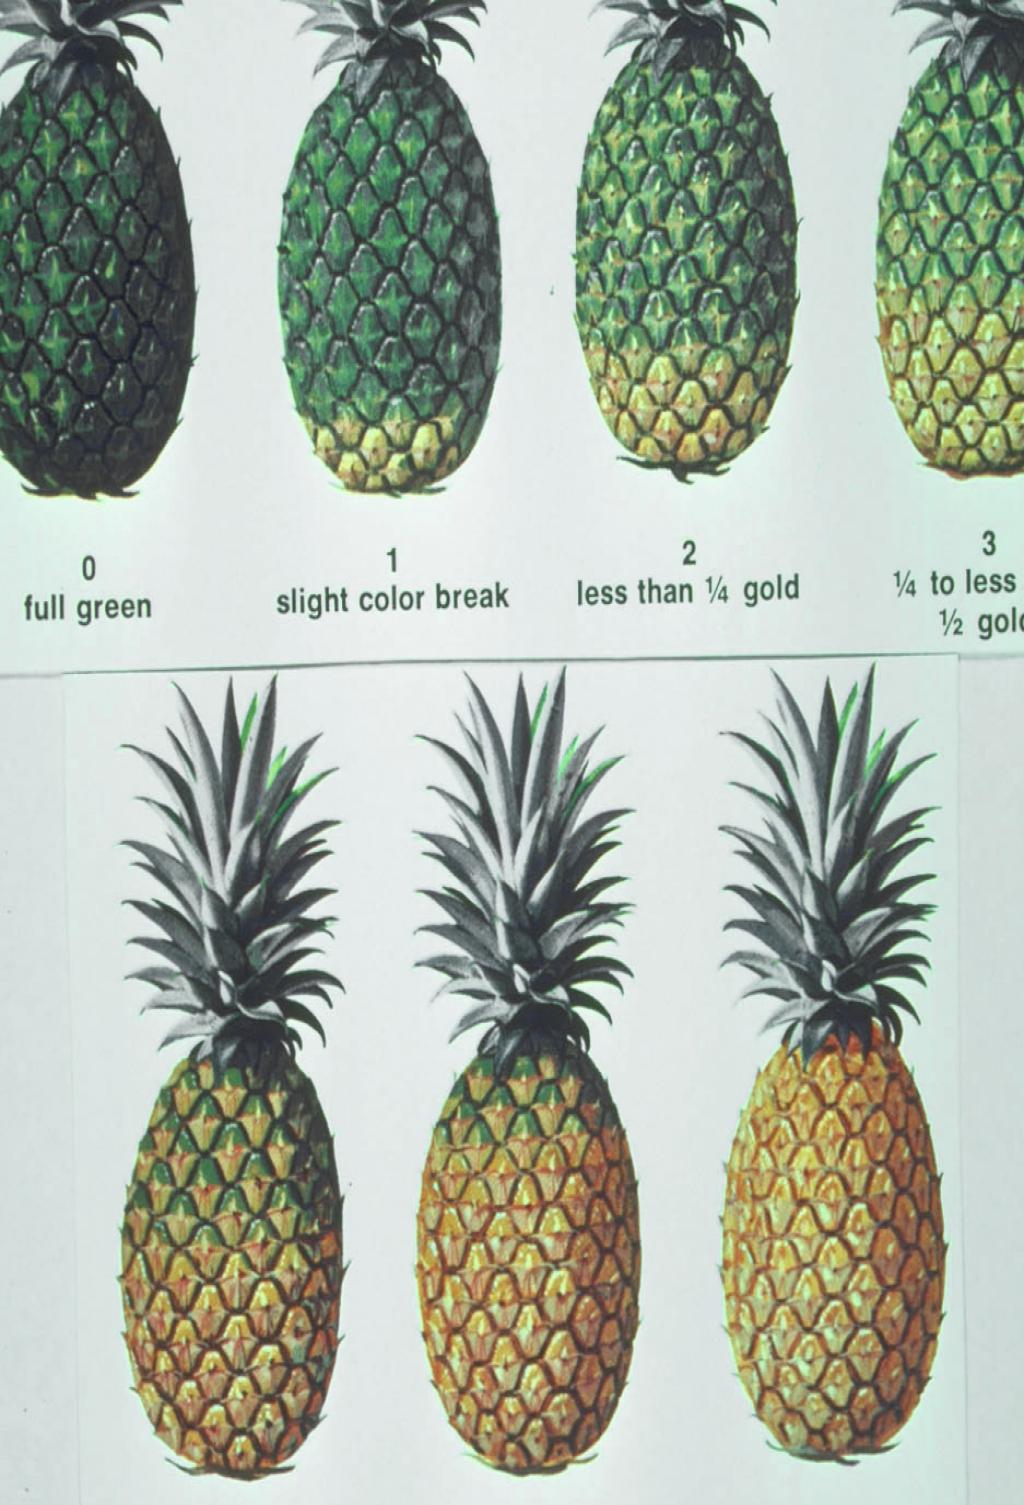 0
full green
1
slight color break
2
less than ¼ gold
3
¼ to less
½ gold